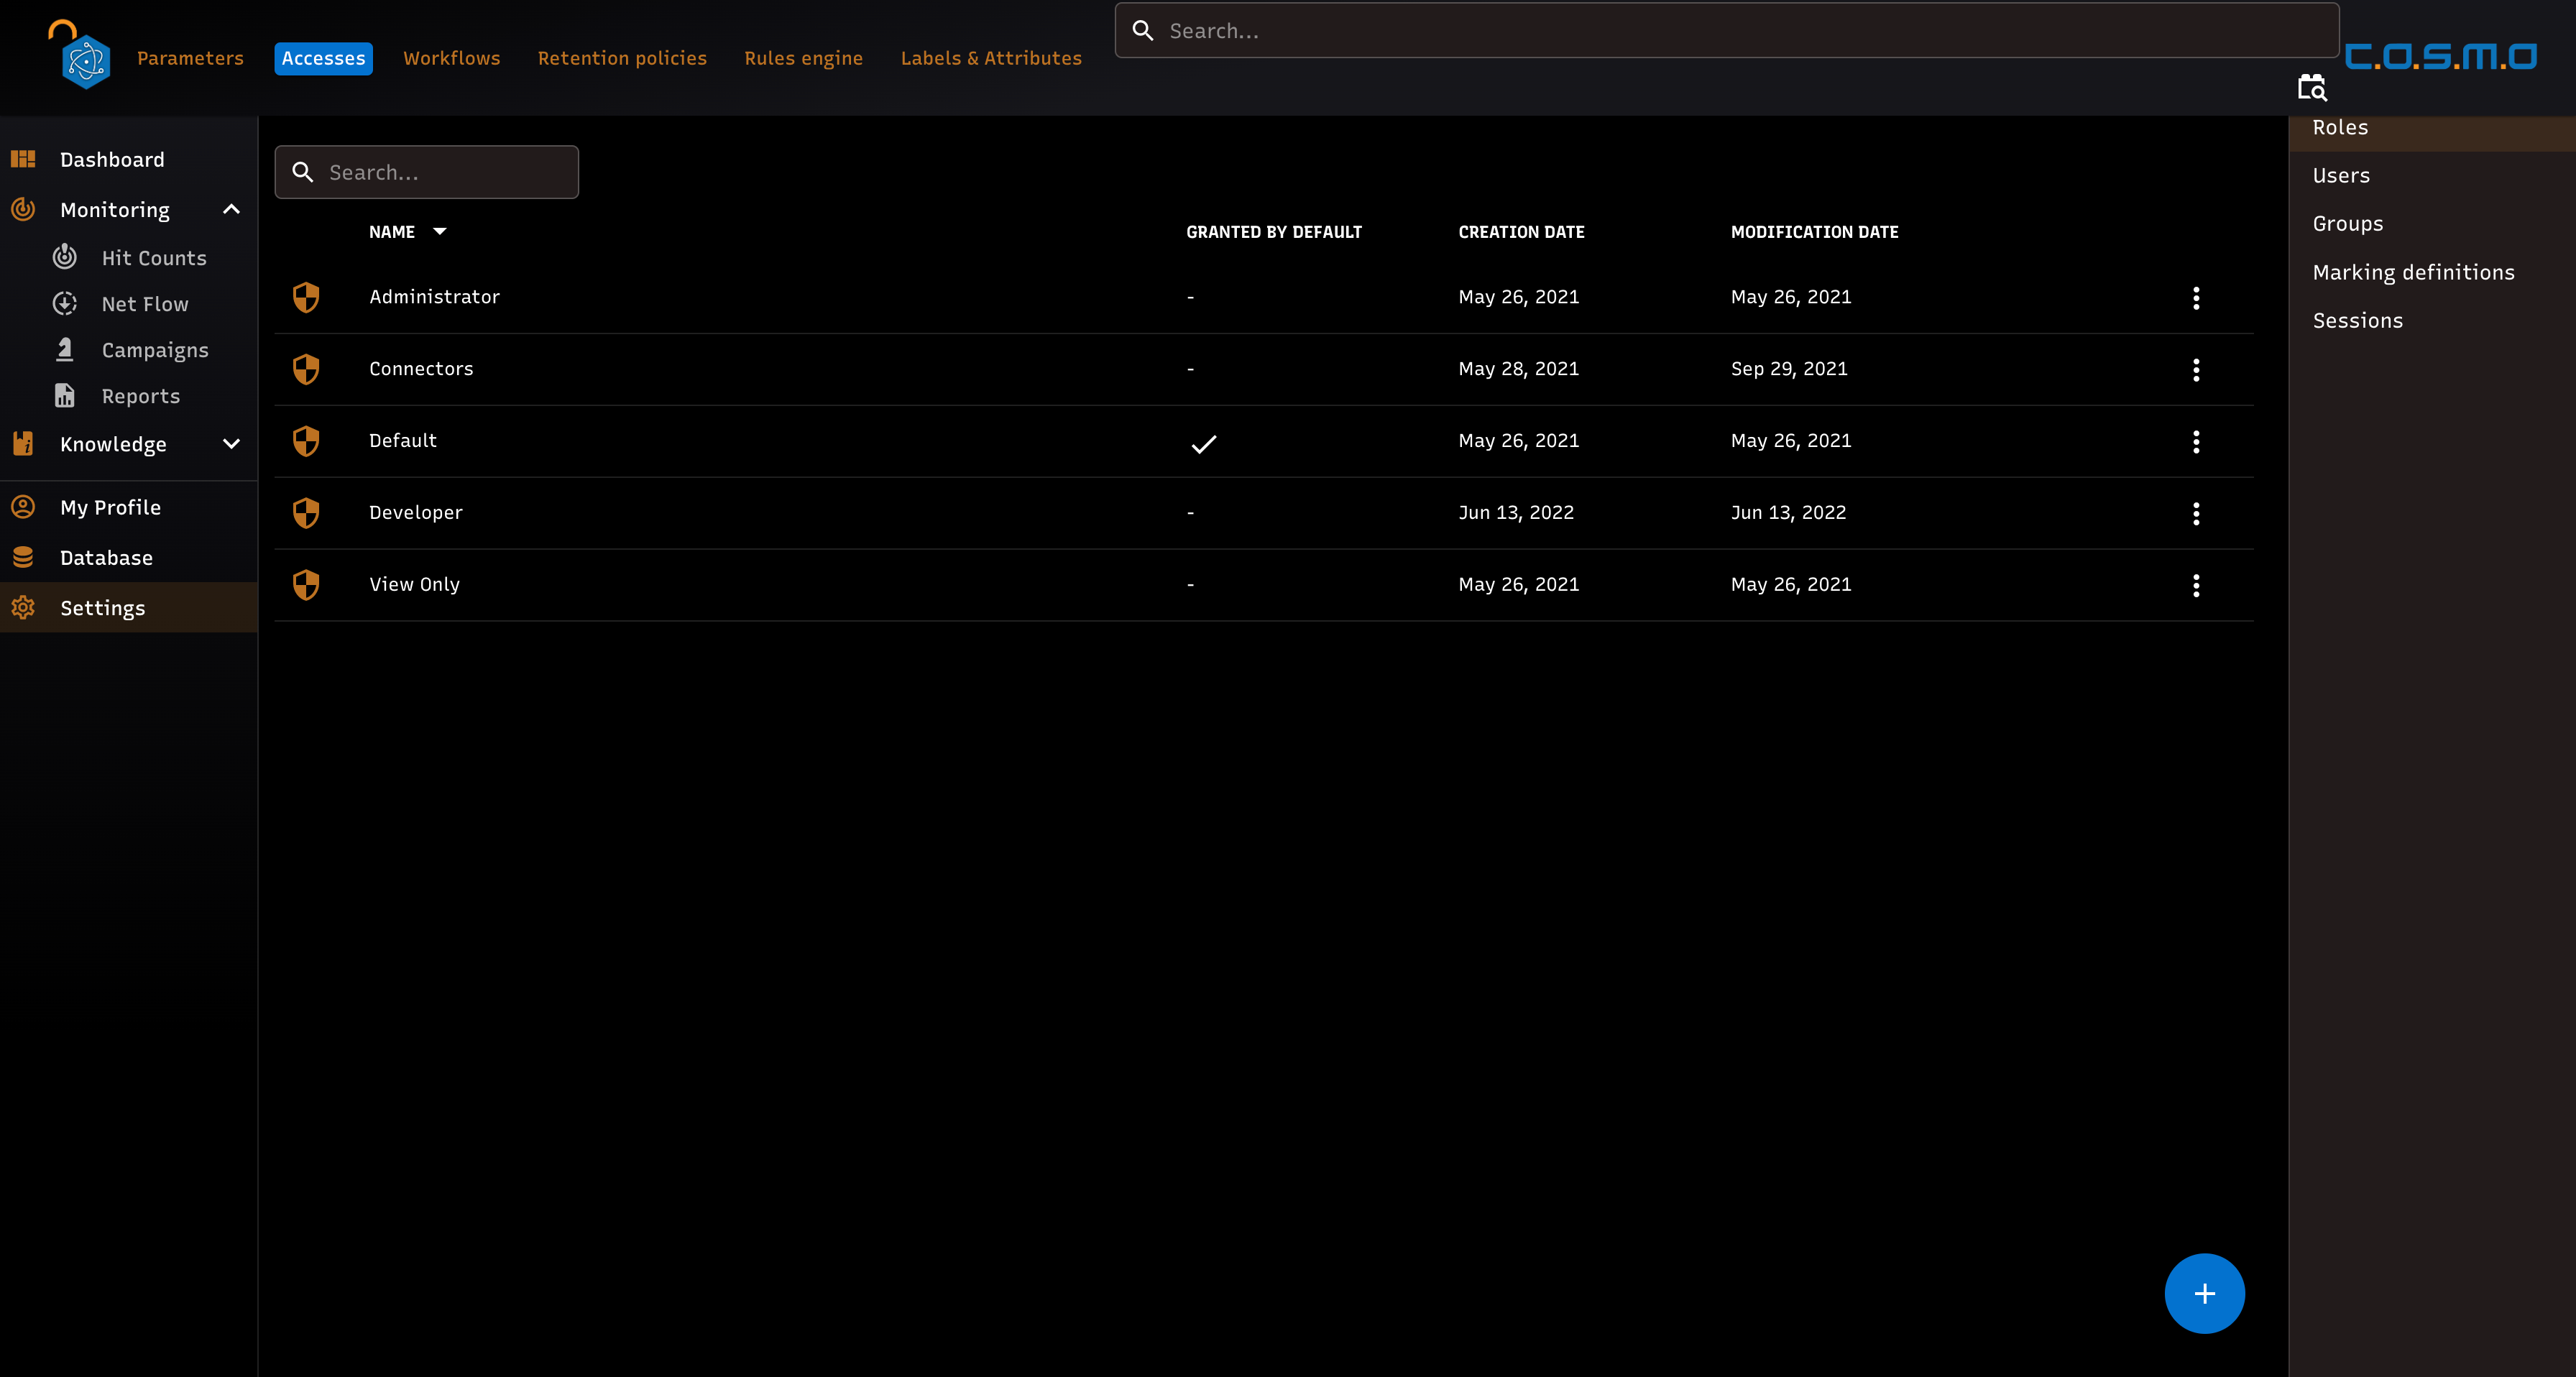 Parameters Accesses Workflows Retention policies Rules engine Labels & Attributes Search... c.o.s.m.o
Dashboard
Monitoring
Hit Counts
Net Flow
Campaigns
Reports
Knowledge
My Profile
Database
Settings
Search...
NAME GRANTED BY DEFAULT CREATION DATE MODIFICATION DATE
Administrator - May 26, 2021 May 26, 2021
Connectors - May 28, 2021 Sep 29, 2021
Default May 26, 2021 May 26, 2021
Developer - Jun 13, 2022 Jun 13, 2022
View Only - May 26, 2021 May 26, 2021
+
Roles
Users
Groups
Marking definitions
Sessions